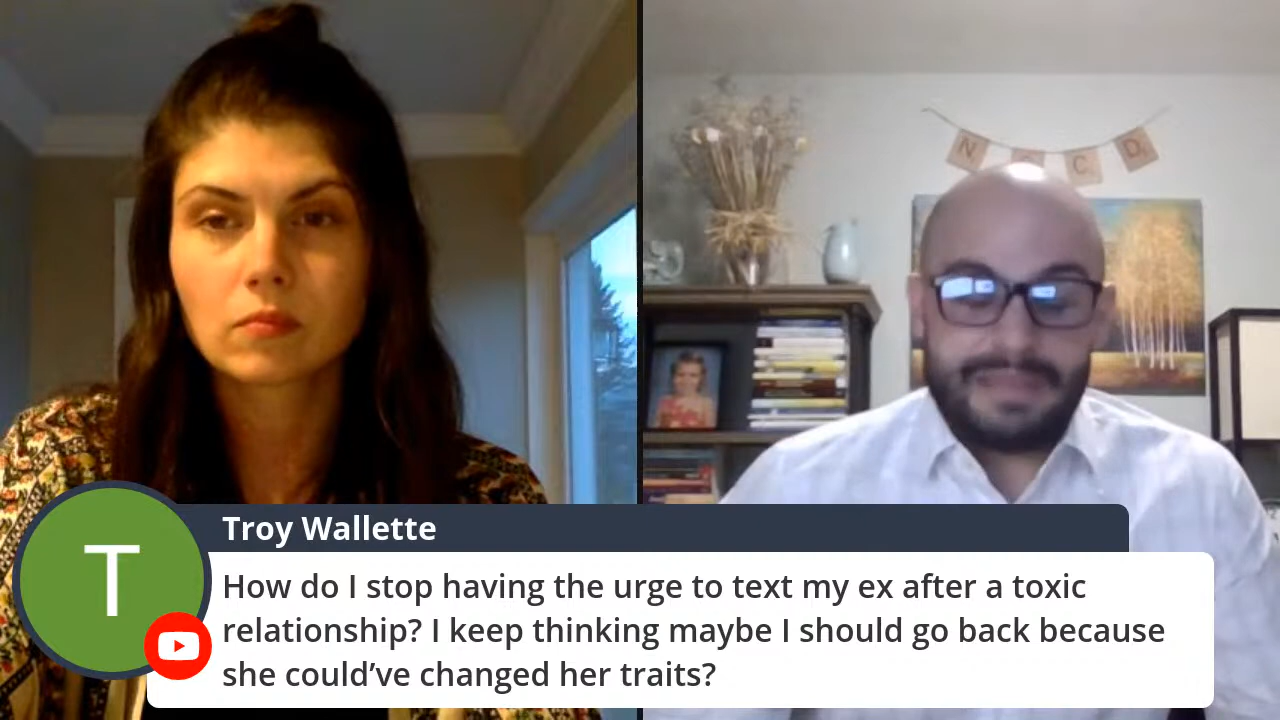 N C D
Troy Wallette
T
How do I stop having the urge to text my ex after a toxic
relationship? I keep thinking maybe I should go back because
she could’ve changed her traits?